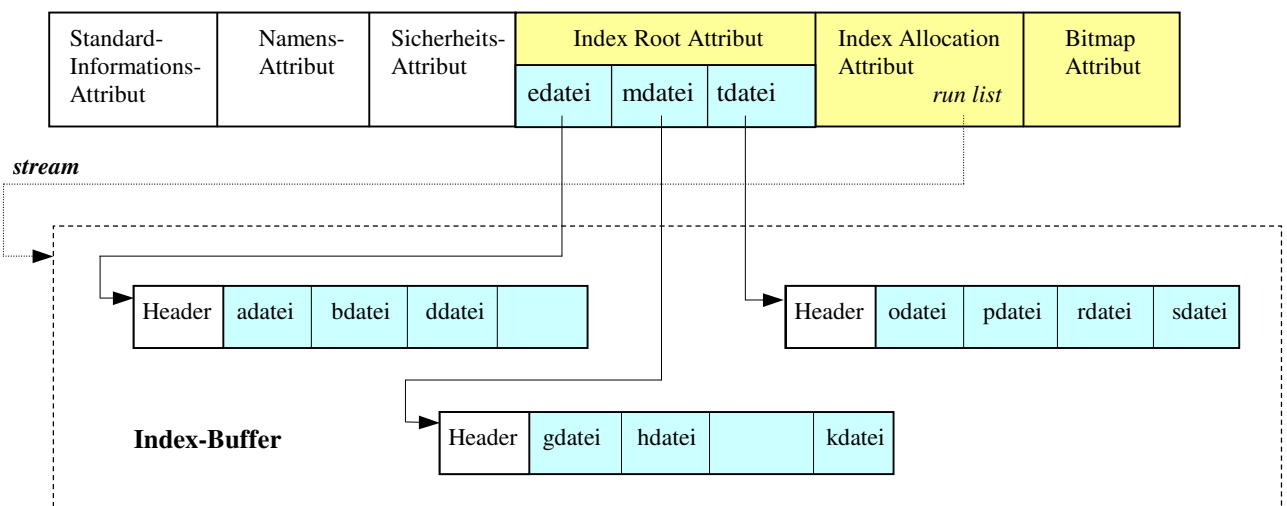 Standard-
Informations-
Attribut
Namens-
Attribut
Sicherheits-
Attribut
Index Root Attribut
edatei mdatei tdatei
Index Allocation
Attribut
run list
Bitmap
Attribut
stream
Header adatei bdatei ddatei
Header odatei pdatei rdatei sdatei
Index-Buffer
Header gdatei hdatei kdatei